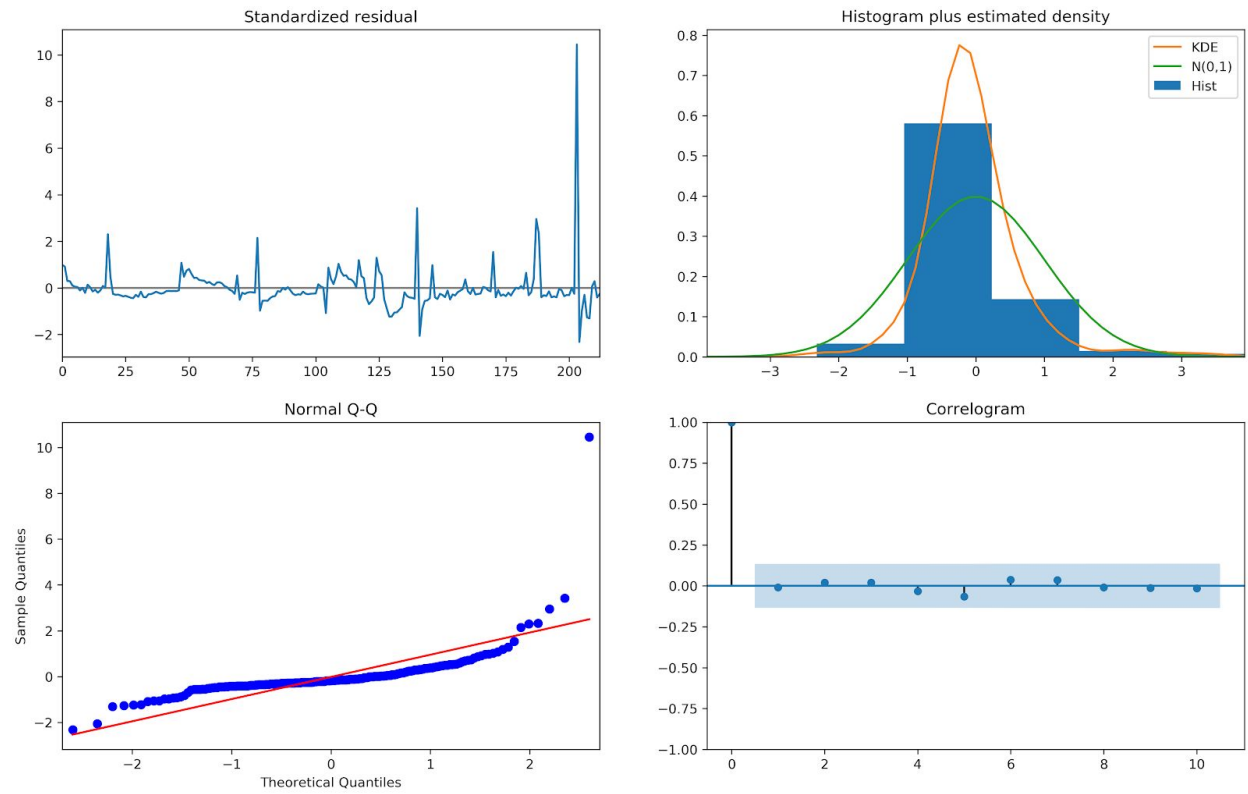 Standardized residual
10
8
6
4
2
0
−2
0 25 50 75 100 125 150 175 200
Histogram plus estimated density
0.8
0.7
0.6
0.5
0.4
0.3
0.2
0.1
0.0
KDE
N(0,1)
Hist
−3 −2 −1 0 1 2 3
Normal Q-Q
Sample Quantiles
10
8
6
4
2
0
−2
−2 −1 0 1 2
Theoretical Quantiles
Correlogram
1.00
0.75
0.50
0.25
0.00
−0.25
−0.50
−0.75
−1.00
0 2 4 6 8 10